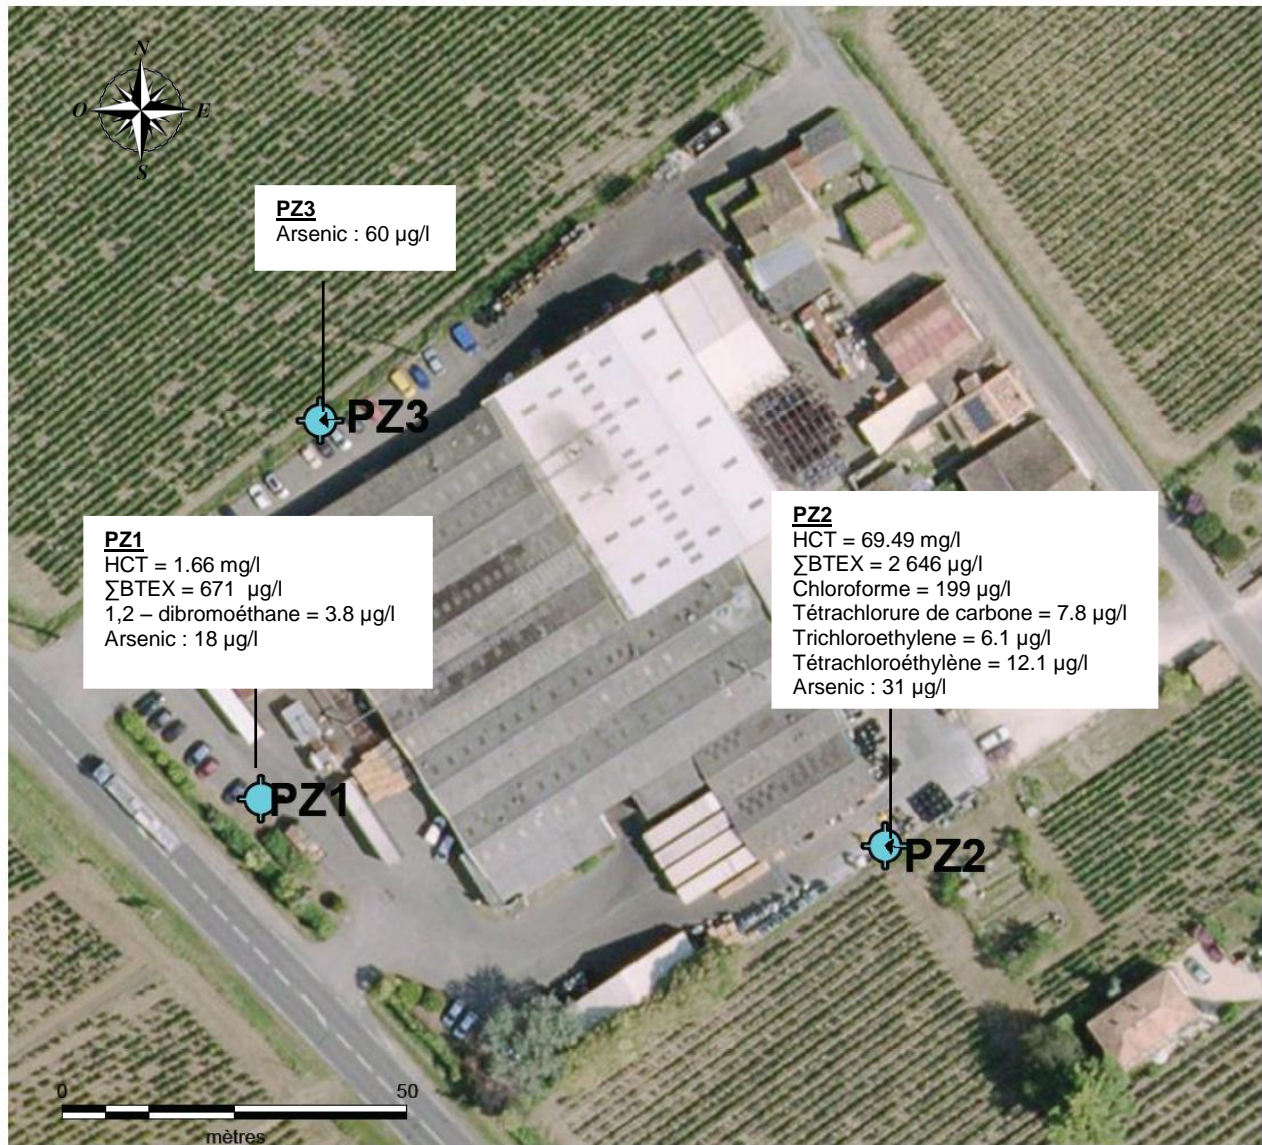 N
O E
S
PZ3
Arsenic : 60 µg/l
PZ3
PZ1
HCT = 1.66 mg/l
∑BTEX = 671 µg/l
1,2 – dibromoéthane = 3.8 µg/l
Arsenic : 18 µg/l
PZ2
HCT = 69.49 mg/l
∑BTEX = 2 646 µg/l
Chloroforme = 199 µg/l
Tétrachlorure de carbone = 7.8 µg/l
Trichloroethylene = 6.1 µg/l
Tétrachloroéthylène = 12.1 µg/l
Arsenic : 31 µg/l
PZ1
PZ2
0 50
mètres